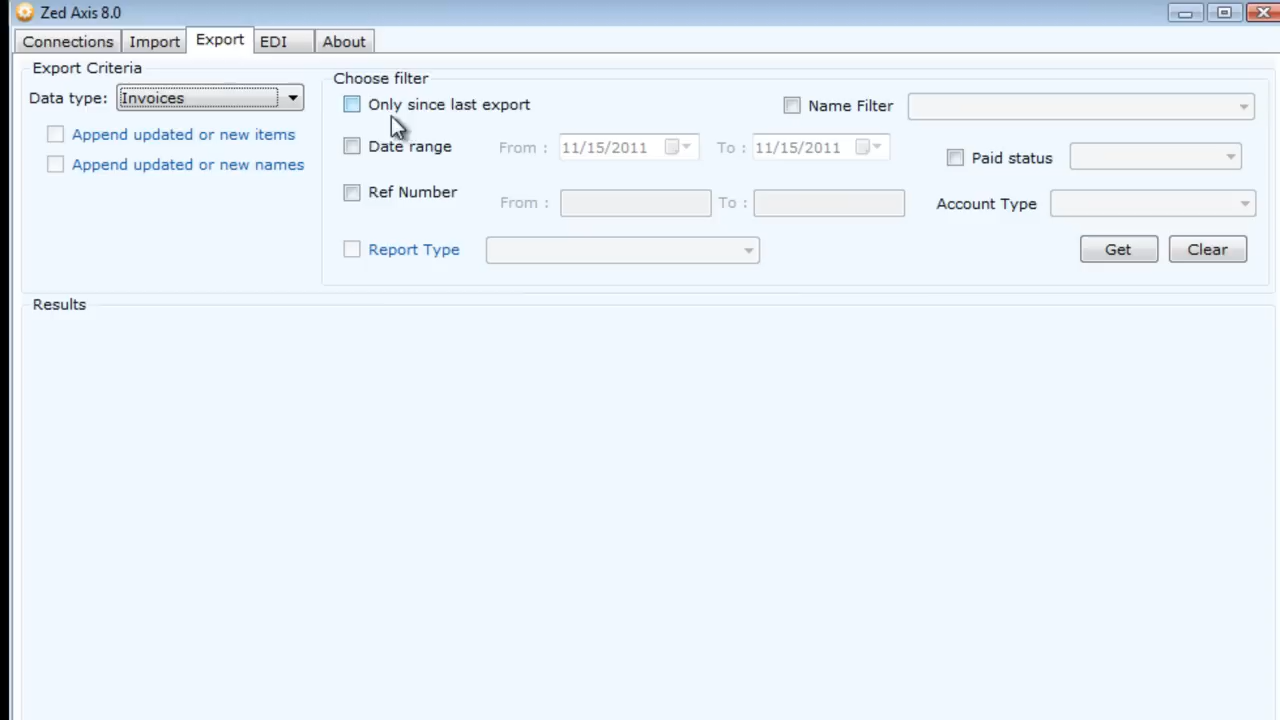 Zed Axis 8.0
Connections Import Export EDI About
Export Criteria
Data type: Invoices
Append updated or new items
Append updated or new names
Choose filter
Only since last export
Name Filter
Date range From : 11/15/2011 To : 11/15/2011
Paid status
Ref Number From : To :
Account Type
Report Type
Get Clear
Results